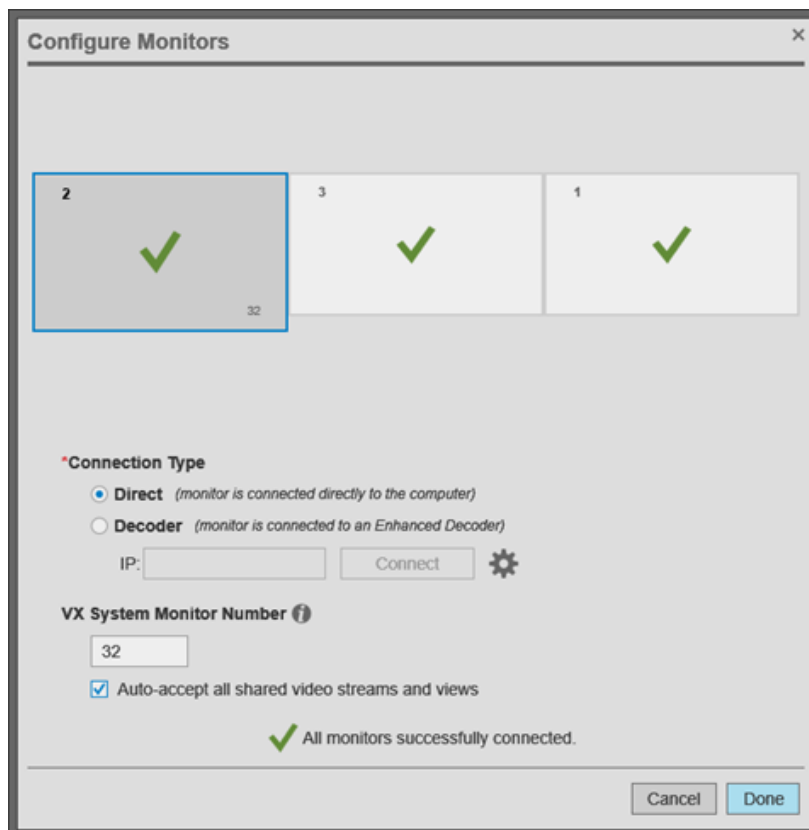 Configure Monitors
×
2
3
1
32
*Connection Type
Direct (monitor is connected directly to the computer)
Decoder (monitor is connected to an Enhanced Decoder)
IP: Connect
VX System Monitor Number i
32
Auto-accept all shared video streams and views
All monitors successfully connected.
Cancel Done